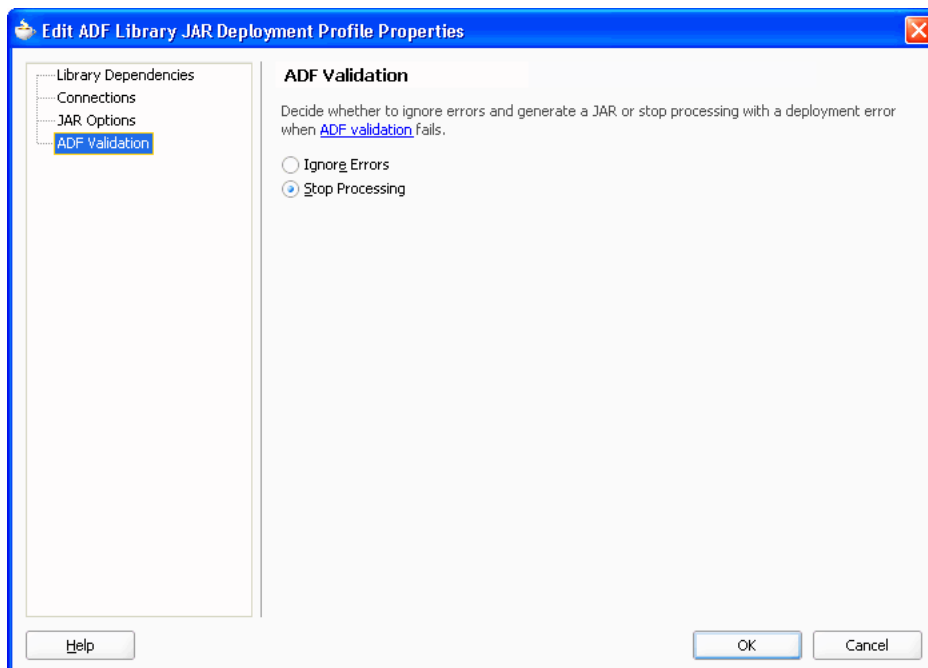 Edit ADF Library JAR Deployment Profile Properties
Library Dependencies
Connections
JAR Options
ADF Validation
ADF Validation
Decide whether to ignore errors and generate a JAR or stop processing with a deployment error
when ADF validation fails.
Ignore Errors
Stop Processing
Help
OK
Cancel